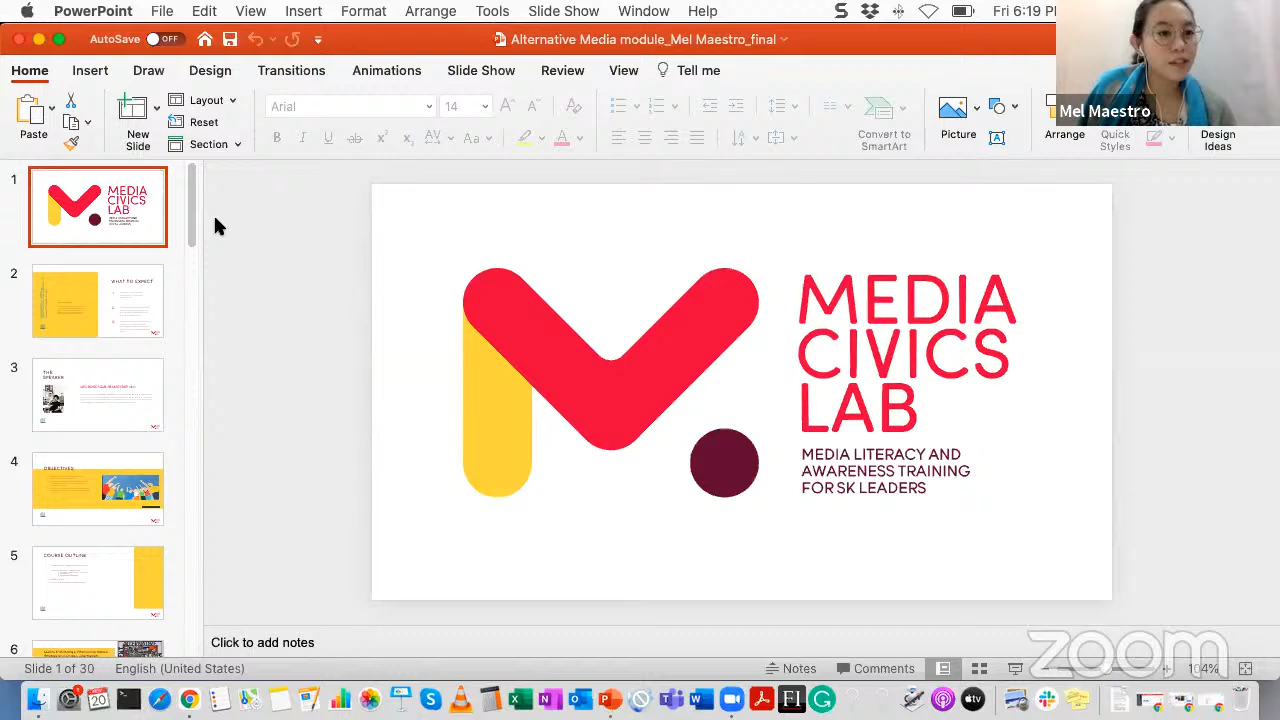 PowerPoint File Edit View Insert Format Arrange Tools Slide Show Window Help Fri 6:19 P
AutoSave OFF Alternative Media module_Mel Maestro_final
Home Insert Draw Design Transitions Animations Slide Show Review View Tell me
Paste
New
Slide
Layout
Reset
Section
Arial 14
Convert to
SmartArt
Picture
Arrange
Quick
Styles
Design
Ideas
Mel Maestro
1
MEDIA
CIVICS
LAB
2
WHAT TO EXPECT
3
THE
SPEAKER
4
OBJECTIVES
5
COURSE OUTLINE
6
MEDIA
CIVICS
LAB
MEDIA LITERACY AND
AWARENESS TRAINING
FOR SK LEADERS
Click to add notes
zoom
Slide 1 of 30 English (United States) Notes Comments 104%